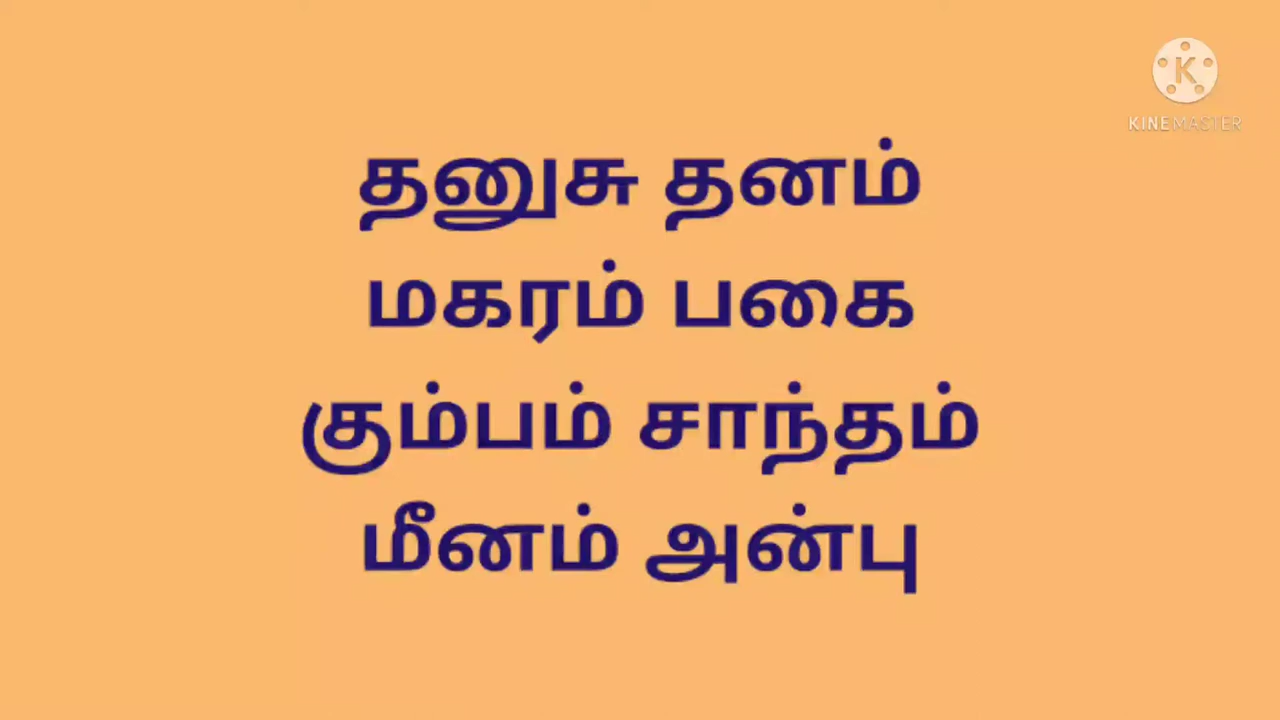 KINEMASTER
தனுசு தனம்
மகரம் பகை
கும்பம் சாந்தம்
மீனம் அன்பு